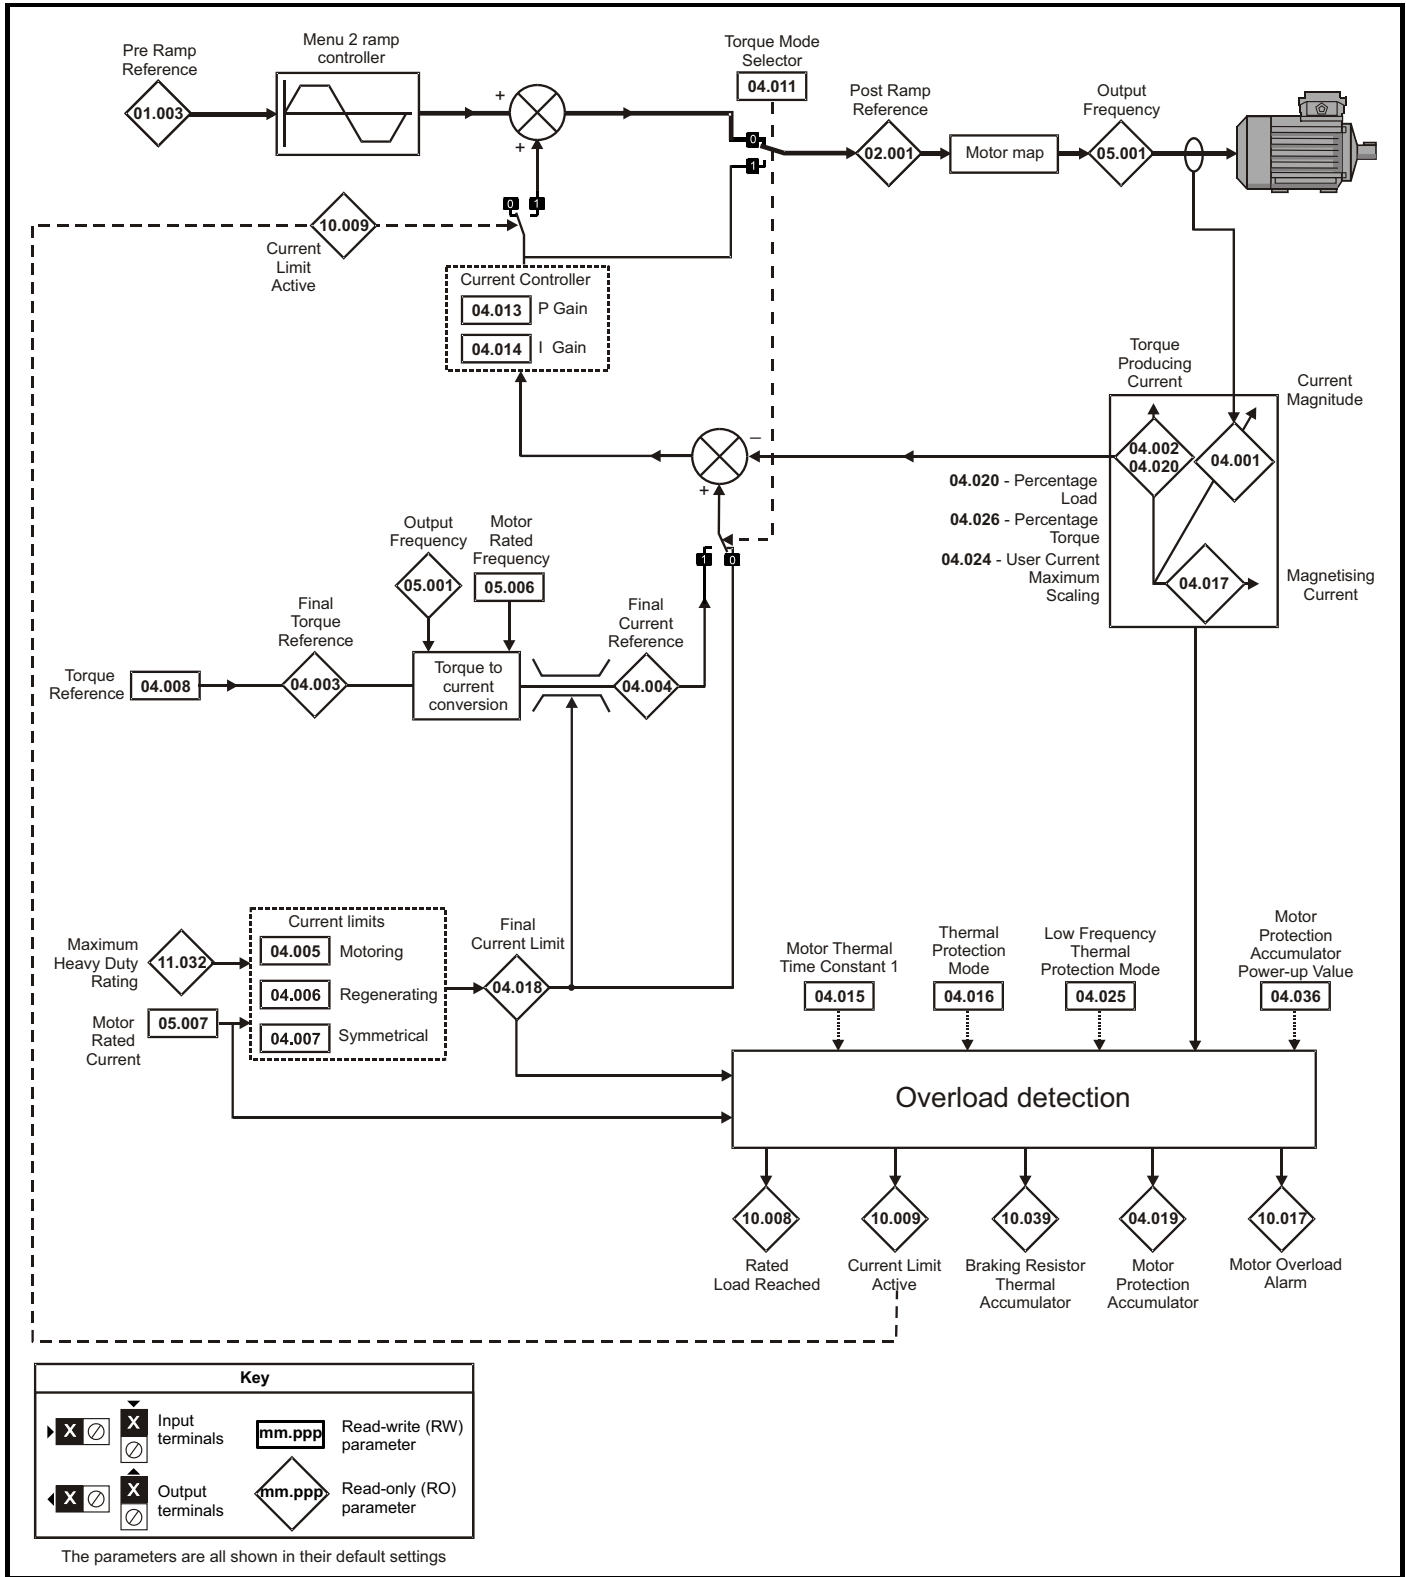 Pre Ramp
Reference
01.003
Menu 2 ramp
controller
+
+
Torque Mode
Selector
04.011
0
1
Post Ramp
Reference
02.001
Motor map
Output
Frequency
05.001
0
1
10.009
Current
Limit
Active
Current Controller
04.013 P Gain
04.014 I Gain
Torque
Producing
Current
Current
Magnitude
04.002
04.020
04.001
04.017
Magnetising
Current
–
+
04.020 - Percentage
Load
04.026 - Percentage
Torque
04.024 - User Current
Maximum
Scaling
1
0
Output
Frequency
05.001
Motor
Rated
Frequency
05.006
Torque
Reference
04.008
Final
Torque
Reference
04.003
Torque to
current
conversion
Final
Current
Reference
04.004
Maximum
Heavy Duty
Rating
11.032
Motor
Rated
Current
05.007
Current limits
04.005 Motoring
04.006 Regenerating
04.007 Symmetrical
Final
Current Limit
04.018
Motor Thermal
Time Constant 1
04.015
Thermal
Protection
Mode
04.016
Low Frequency
Thermal
Protection Mode
04.025
Motor
Protection
Accumulator
Power-up Value
04.036
Overload detection
10.008
Rated
Load Reached
10.009
Current Limit
Active
10.039
Braking Resistor
Thermal
Accumulator
04.019
Motor
Protection
Accumulator
10.017
Motor Overload
Alarm
Key
X
X
Input
terminals
mm.ppp
Read-write (RW)
parameter
X
X
Output
terminals
mm.ppp
Read-only (RO)
parameter
The parameters are all shown in their default settings